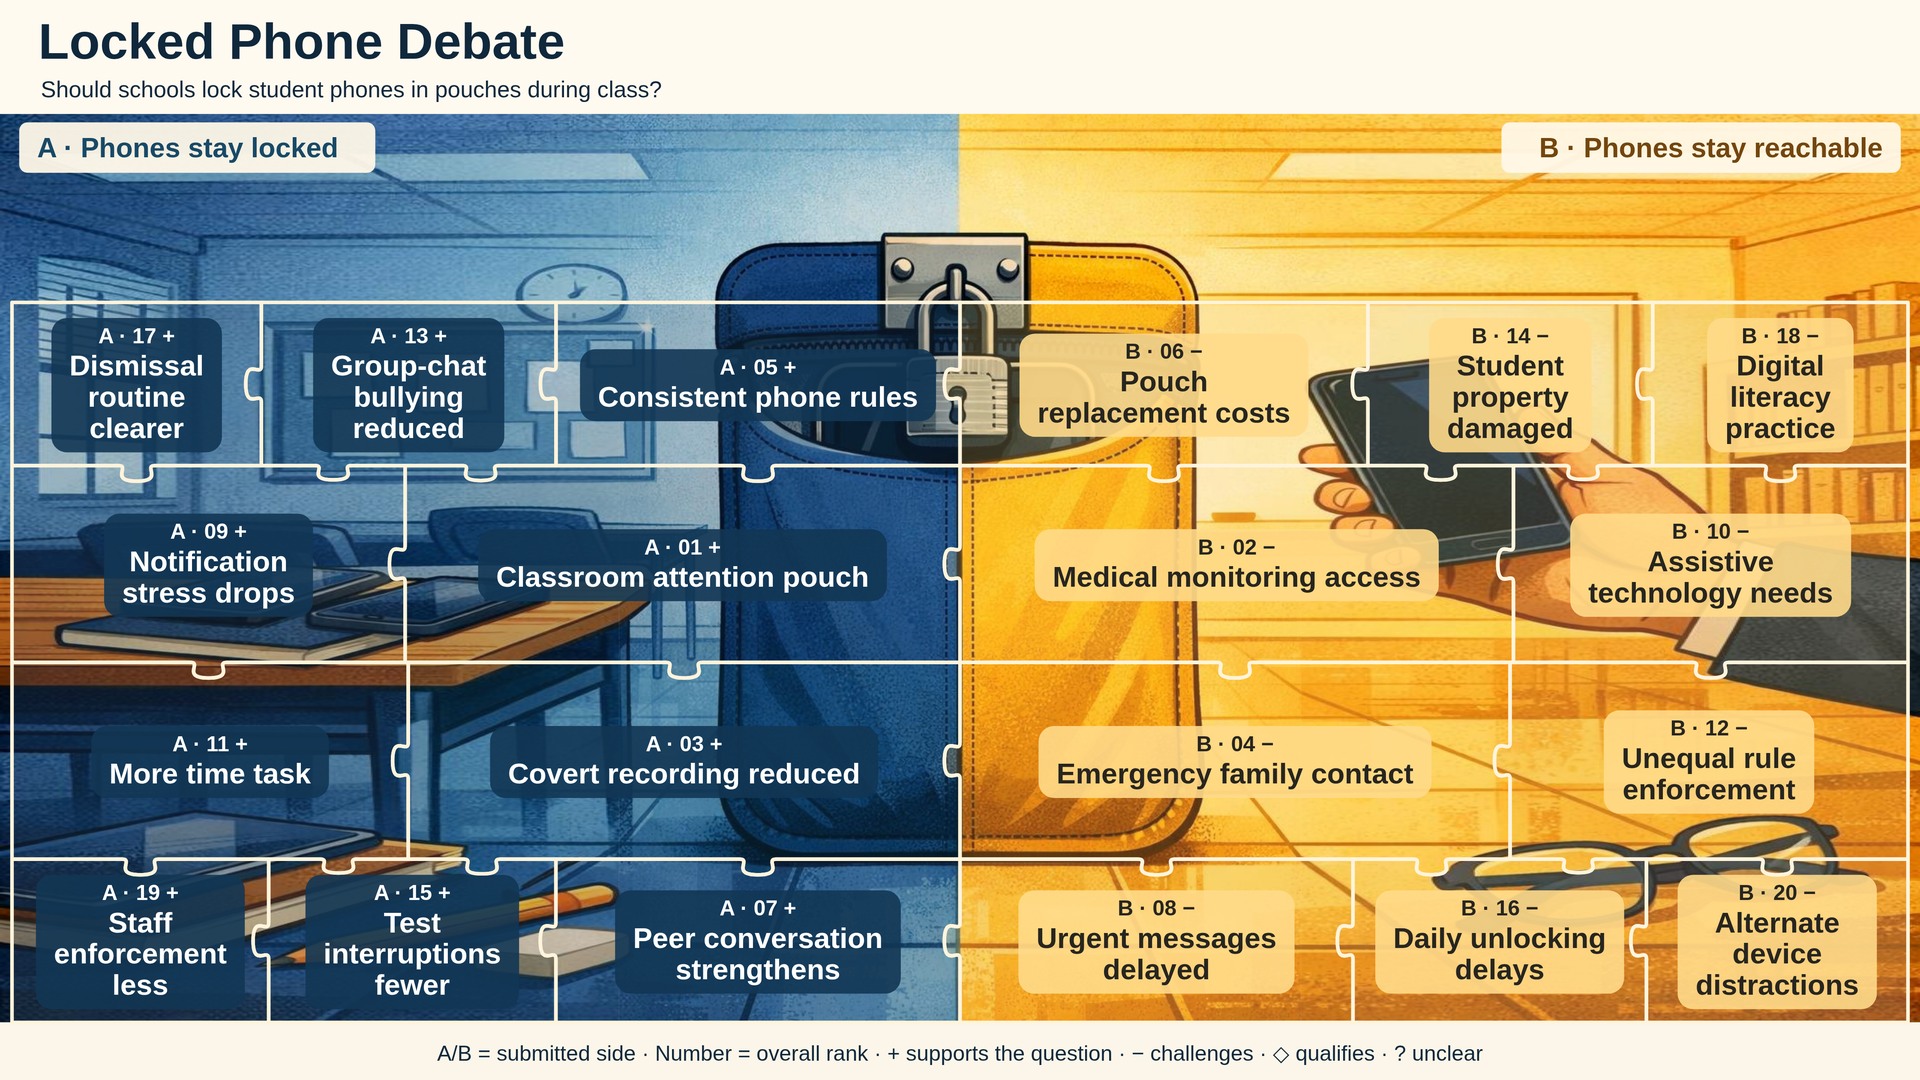 Locked Phone Debate
Should schools lock student phones in pouches during class?
A · Phones stay locked
B · Phones stay reachable
A · 17 +
Dismissal
routine
clearer
A · 13 +
Group-chat
bullying
reduced
A · 05 +
Consistent phone rules
B · 06 −
Pouch
replacement costs
B · 14 −
Student
property
damaged
B · 18 −
Digital
literacy
practice
A · 09 +
Notification
stress drops
A · 01 +
Classroom attention pouch
B · 02 −
Medical monitoring access
B · 10 −
Assistive
technology needs
A · 11 +
More time task
A · 03 +
Covert recording reduced
B · 04 −
Emergency family contact
B · 12 −
Unequal rule
enforcement
A · 19 +
Staff
enforcement
less
A · 15 +
Test
interruptions
fewer
A · 07 +
Peer conversation
strengthens
B · 08 −
Urgent messages
delayed
B · 16 −
Daily unlocking
delays
B · 20 −
Alternate
device
distractions
A/B = submitted side · Number = overall rank · + supports the question · − challenges · ◇ qualifies · ? unclear